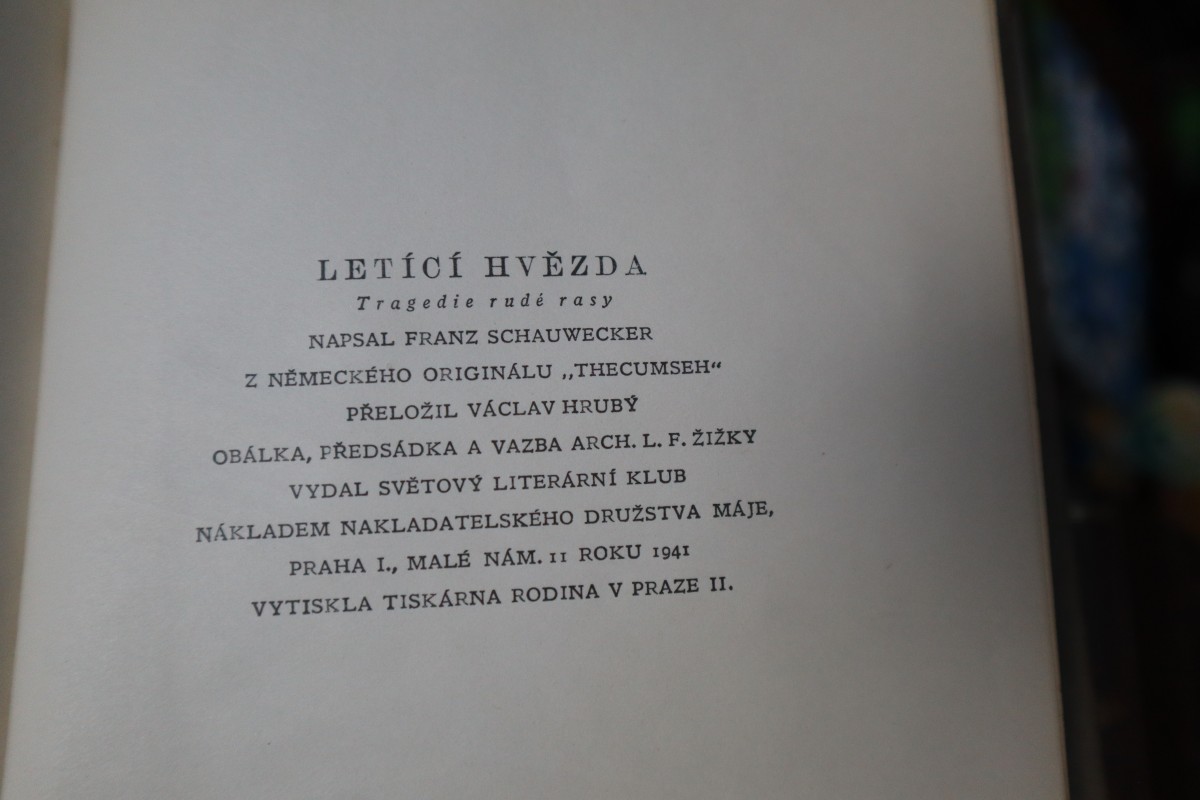 LETÍCÍ HVĚZDA
Tragedie rudé rasy
NAPSAL FRANZ SCHAUWECKER
Z NĚMECKÉHO ORIGINÁLU „THECUMSEH“
PŘELOŽIL VÁCLAV HRUBÝ
OBÁLKA, PŘEDSÁDKA A VAZBA ARCH. L. F. ŽIŽKY
VYDAL SVĚTOVÝ LITERÁRNÍ KLUB
NÁKLADEM NAKLADATELSKÉHO DRUŽSTVA MÁJE,
PRAHA I., MALÉ NÁM. 11 ROKU 1941
VYTISKLA TISKÁRNA RODINA V PRAZE II.